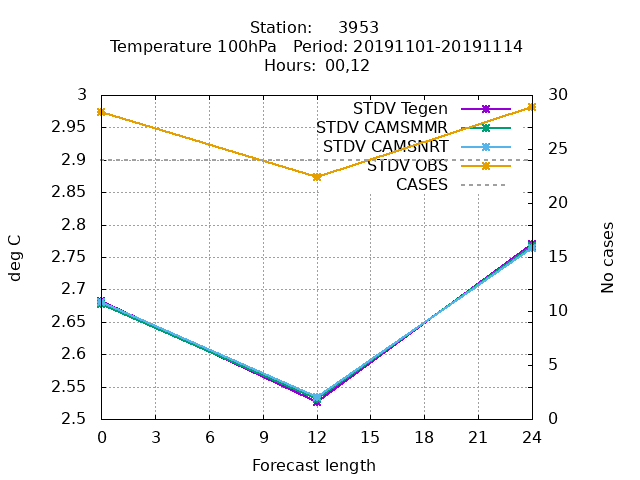 Station: 3953
Temperature 100hPa Period: 20191101-20191114
Hours: 00,12
3 30
STDV Tegen
2.95
STDV CAMSMMR
25
STDV CAMSNRT
2.9
STDV OBS
2.85
CASES
20
2.8
deg C
2.75 15
No cases
2.7
10
2.65
2.6
5
2.55
2.5 0
0 3 6 9 12 15 18 21 24
Forecast length